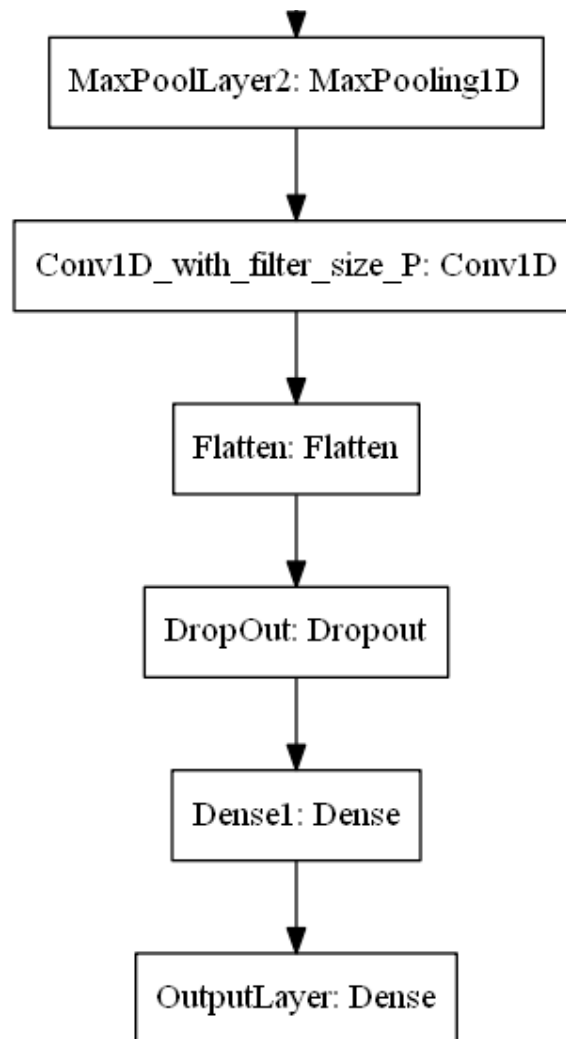 MaxPoolLayer2: MaxPooling1D
Conv1D_with_filter_size_P: Conv1D
Flatten: Flatten
DropOut: Dropout
Dense1: Dense
OutputLayer: Dense